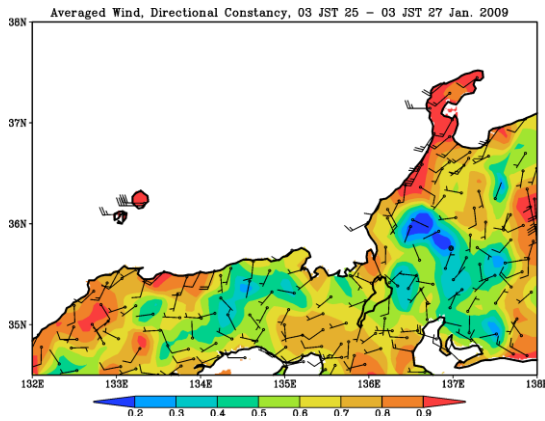 Averaged Wind, Directional Constancy, 03 JST 25 - 03 JST 27 Jan. 2009
38N
37N
36N
35N
132E 133E 134E 135E 136E 137E 138E
0.2 0.3 0.4 0.5 0.6 0.7 0.8 0.9